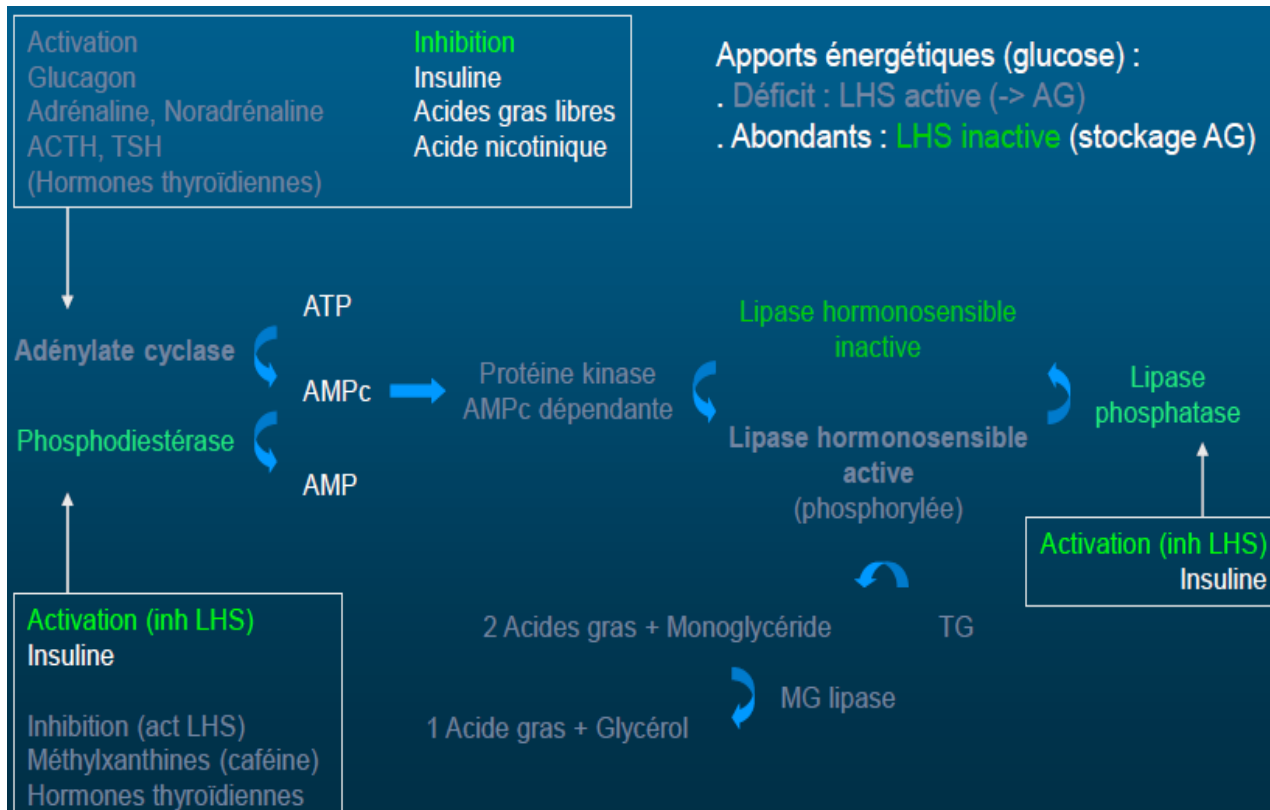 Activation
Glucagon
Adrénaline, Noradrénaline
ACTH, TSH
(Hormones thyroïdiennes)
Inhibition
Insuline
Acides gras libres
Acide nicotinique
Apports énergétiques (glucose) :
. Déficit : LHS active (-> AG)
. Abondants : LHS inactive (stockage AG)
ATP
Adénylate cyclase
AMPc
Phosphodiestérase
AMP
Protéine kinase
AMPc dépendante
Lipase hormonosensible
inactive
Lipase hormonosensible
active
(phosphorylée)
Lipase
phosphatase
Activation (inh LHS)
Insuline
2 Acides gras + Monoglycéride
TG
MG lipase
1 Acide gras + Glycérol
Activation (inh LHS)
Insuline
Inhibition (act LHS)
Méthylxanthines (caféine)
Hormones thyroïdiennes